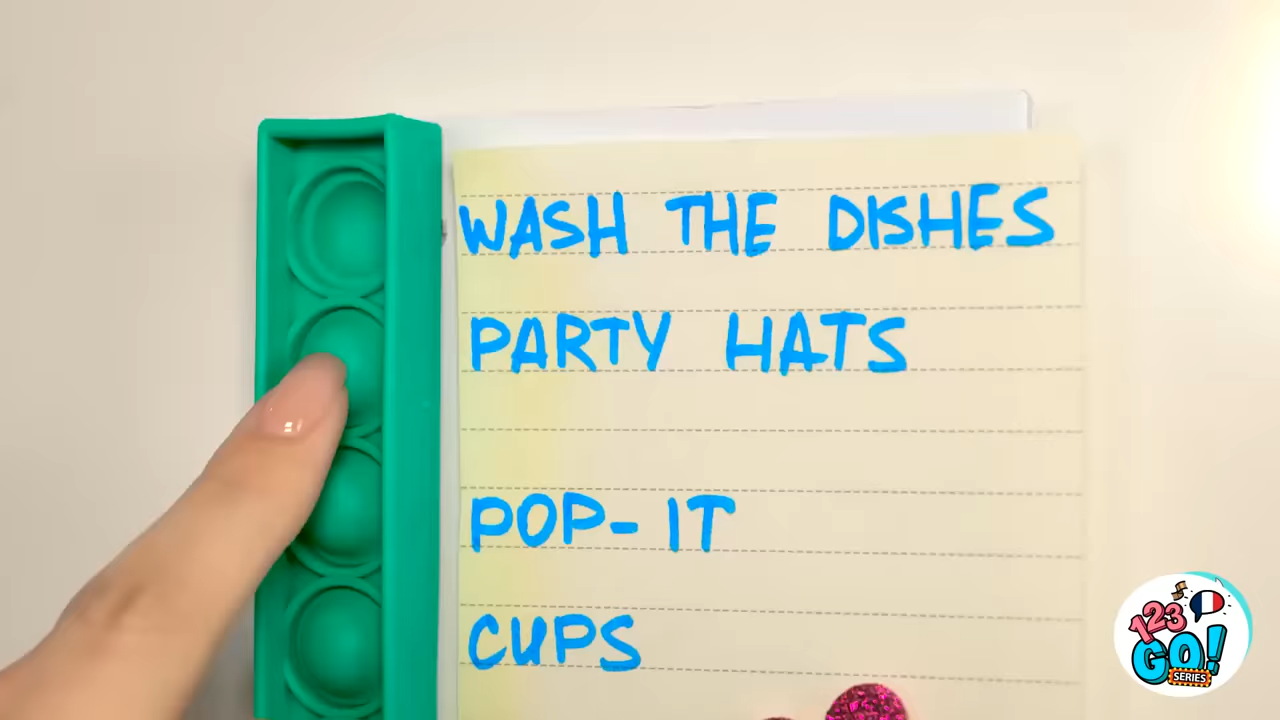 WASH THE DISHES
PARTY HATS
POP-IT
CUPS
123
GO!
SERIES